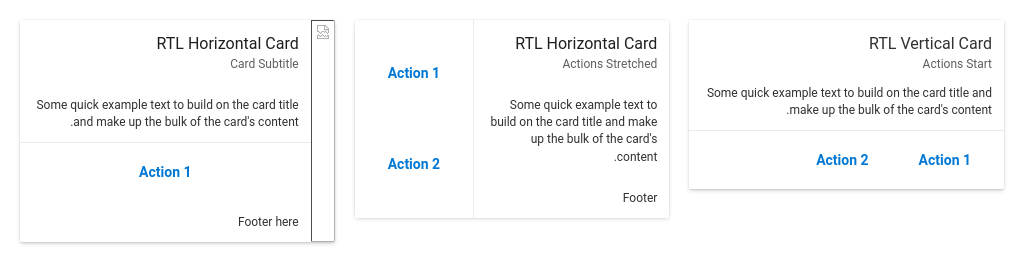 RTL Horizontal Card
Card Subtitle
Some quick example text to build on the card title
.and make up the bulk of the card's content
Action 1
Footer here
RTL Horizontal Card
Actions Stretched
Some quick example text to
build on the card title and make
up the bulk of the card's
.content
Footer
Action 1
Action 2
RTL Vertical Card
Actions Start
Some quick example text to build on the card title and
.make up the bulk of the card's content
Action 2 Action 1